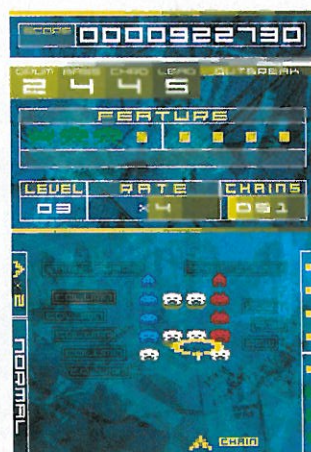 SCORE 0000922730
DRUM BASS CHRD LEAD OUTBREAK
2 4 4 5
FEATURE
LEVEL RATE CHAINS
03 ×4 051
A×2
NORMAL
CHAIN